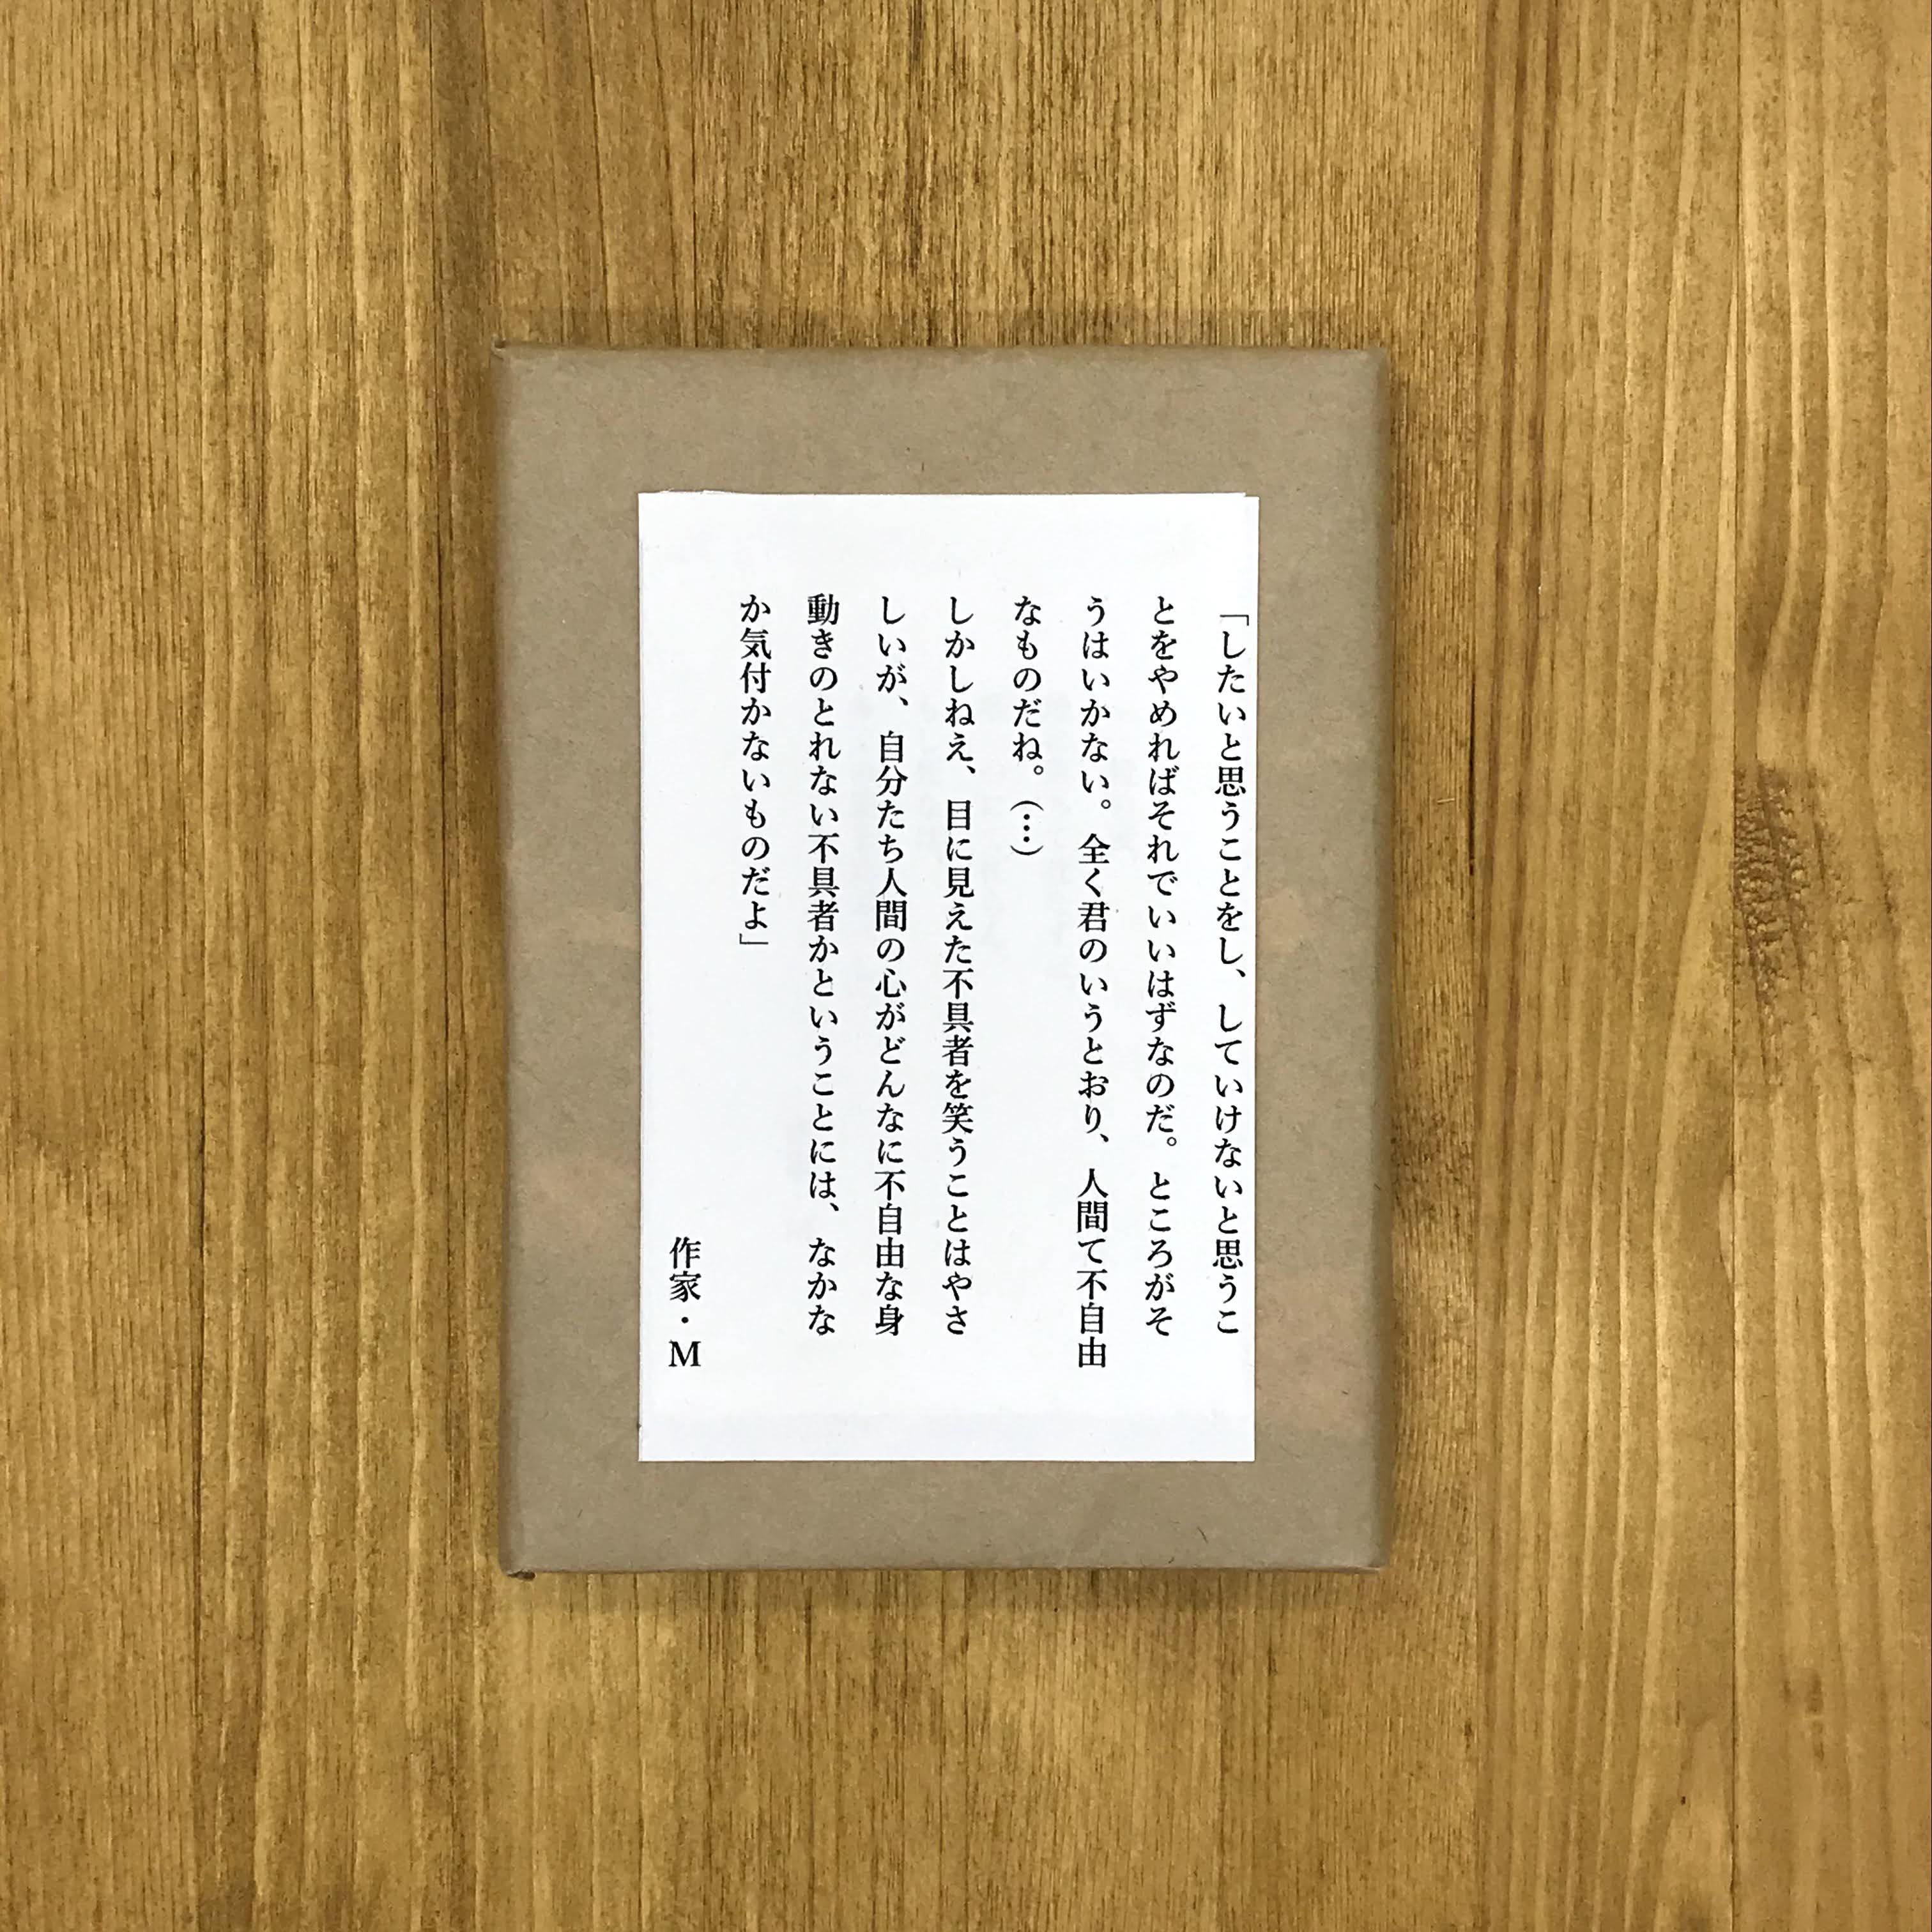 「したいと思うことをし、していけないと思うこ
とをやめればそれでいいはずなのだ。ところがそ
うはいかない。全く君のいうとおり、人間て不自由
なものだね。(…)
しかしねえ、目に見えた不具者を笑うことはやさ
しいが、自分たち人間の心がどんなに不自由な身
動きのとれない不具者かということには、なかな
か気付かないものだよ」
作家・M